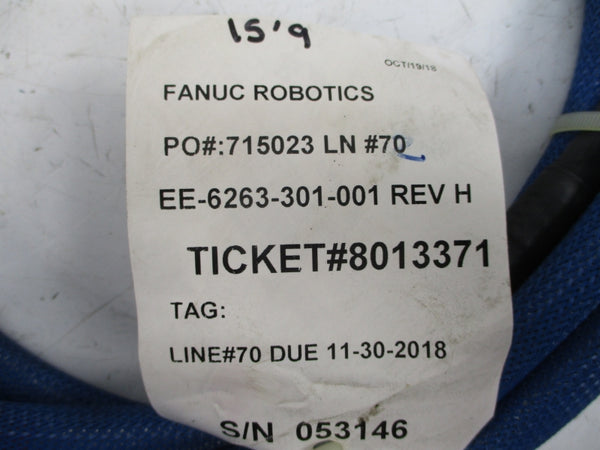 15'9
OCT/19/18
FANUC ROBOTICS
PO#:715023 LN #70
EE-6263-301-001 REV H
TICKET#8013371
TAG:
LINE#70 DUE 11-30-2018
S/N 053146